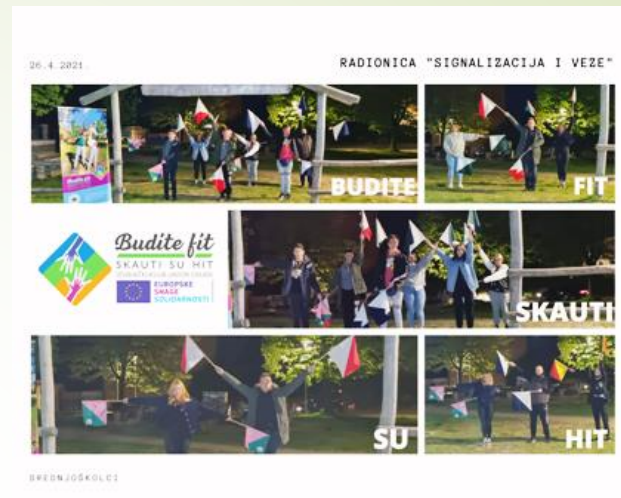 26.4.2021.
RADIONICA "SIGNALIZACIJA I VEZE"
BUDITE
FIT
Budite fit
SKAUTI SU HIT
EUROPSKE
SNAGE
SOLIDARNOSTI
SKAUTI
SU
HIT
SREDNJOŠKOLCI